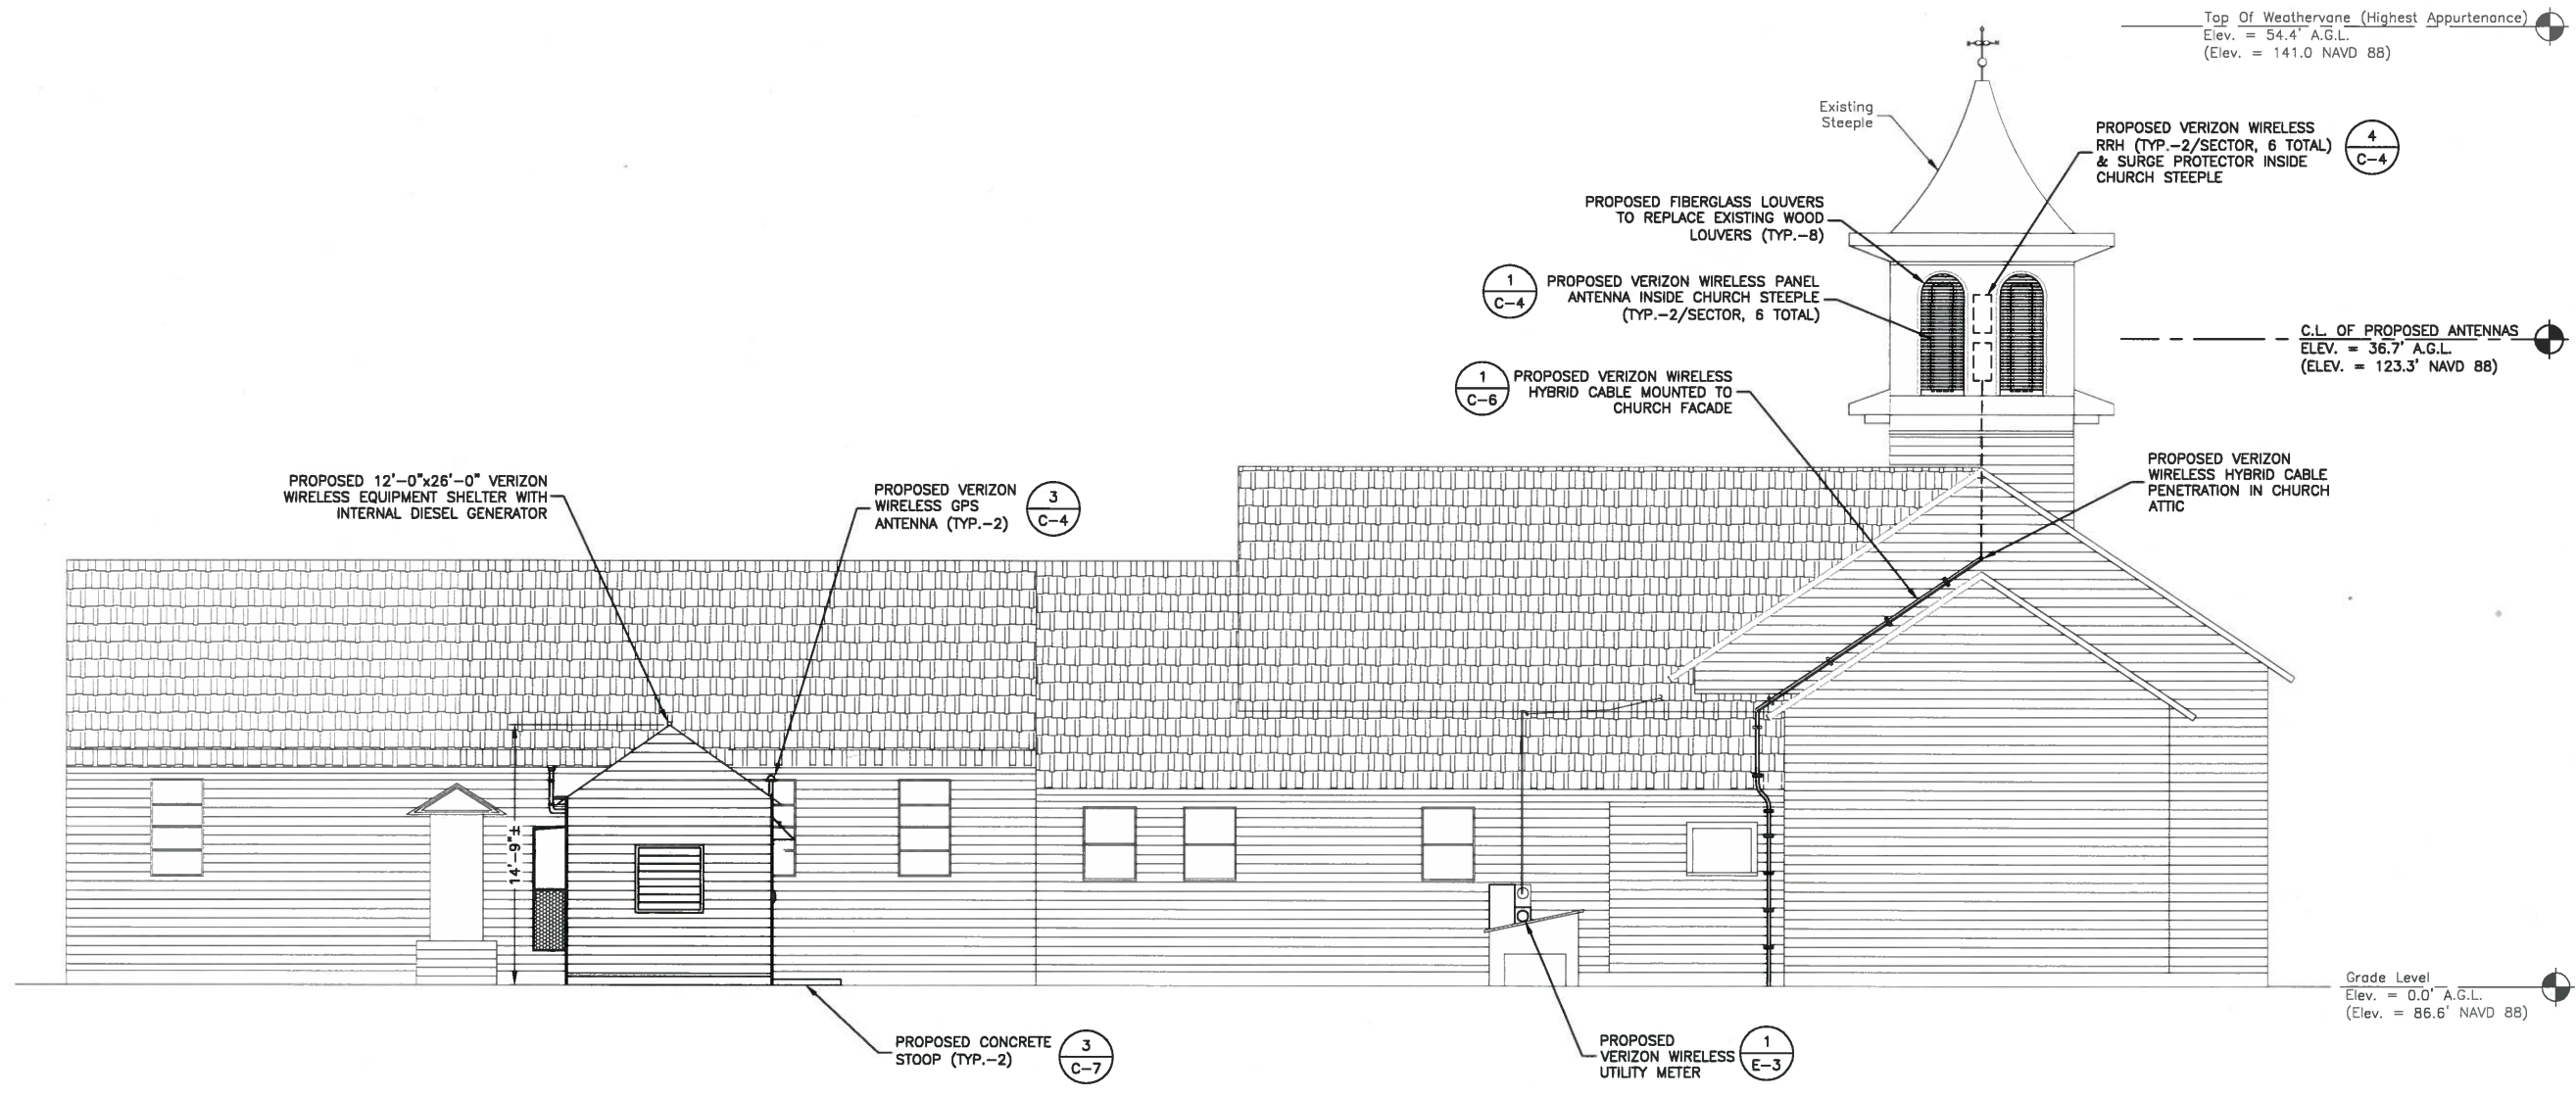 Top Of Weathervane (Highest Appurtenance)
Elev. = 54.4' A.G.L.
(Elev. = 141.0 NAVD 88)
Existing
Steeple
PROPOSED VERIZON WIRELESS
RRH (TYP.-2/SECTOR, 6 TOTAL)
& SURGE PROTECTOR INSIDE
CHURCH STEEPLE
4
C-4
PROPOSED FIBERGLASS LOUVERS
TO REPLACE EXISTING WOOD
LOUVERS (TYP.-8)
1
C-4
PROPOSED VERIZON WIRELESS PANEL
ANTENNA INSIDE CHURCH STEEPLE
(TYP.-2/SECTOR, 6 TOTAL)
C.L. OF PROPOSED ANTENNAS
ELEV. = 36.7' A.G.L.
(ELEV. = 123.3' NAVD 88)
1
C-6
PROPOSED VERIZON WIRELESS
HYBRID CABLE MOUNTED TO
CHURCH FACADE
PROPOSED VERIZON
WIRELESS HYBRID CABLE
PENETRATION IN CHURCH
ATTIC
PROPOSED 12'-0"x26'-0" VERIZON
WIRELESS EQUIPMENT SHELTER WITH
INTERNAL DIESEL GENERATOR
PROPOSED VERIZON
WIRELESS GPS
ANTENNA (TYP.-2)
3
C-4
14'-9"±
Grade Level
Elev. = 0.0' A.G.L.
(Elev. = 86.6' NAVD 88)
PROPOSED CONCRETE
STOOP (TYP.-2)
3
C-7
PROPOSED
VERIZON WIRELESS
UTILITY METER
1
E-3